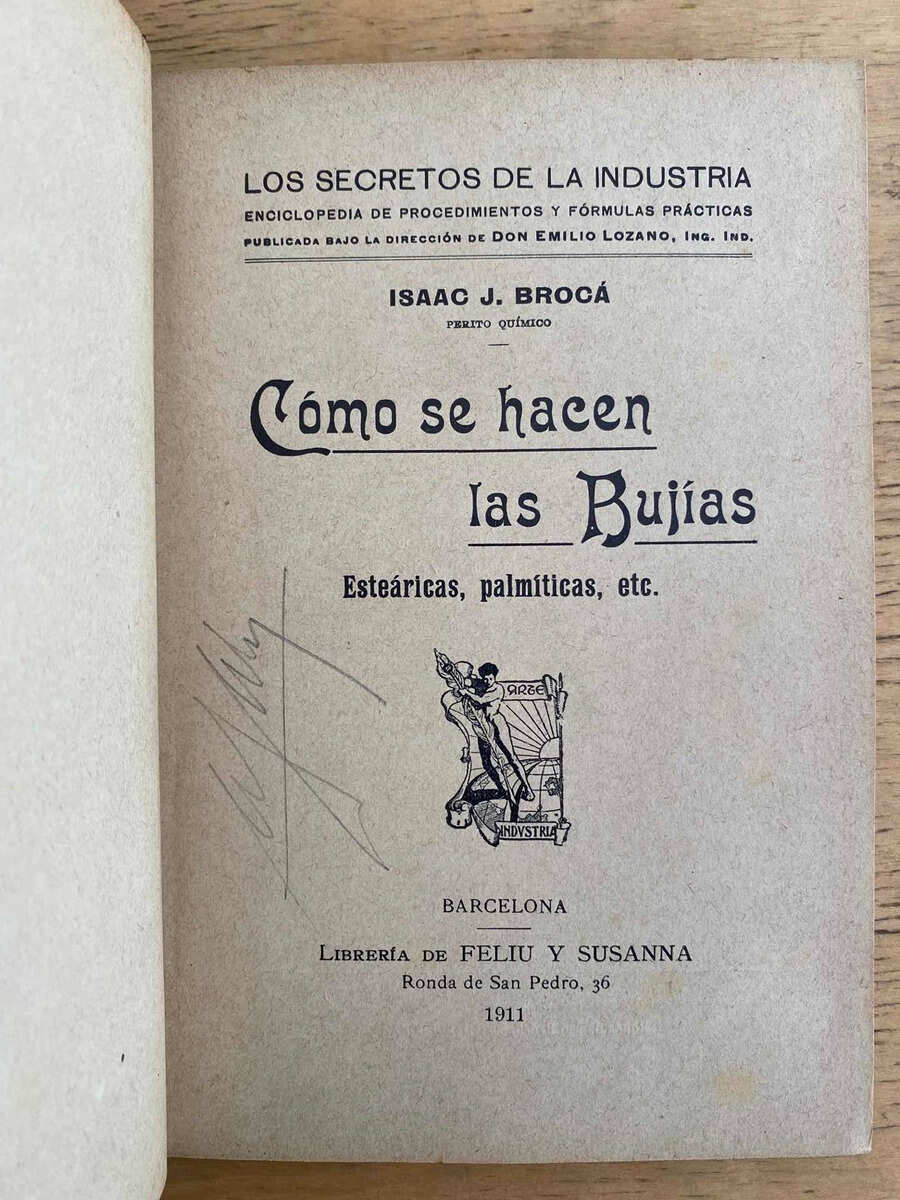 LOS SECRETOS DE LA INDUSTRIA
ENCICLOPEDIA DE PROCEDIMIENTOS Y FÓRMULAS PRÁCTICAS
PUBLICADA BAJO LA DIRECCIÓN DE DON EMILIO LOZANO, ING. IND.
ISAAC J. BROCÁ
PERITO QUÍMICO
Cómo se hacen
las Bujías
Esteáricas, palmíticas, etc.
ARTE
INDVSTRIA
BARCELONA
LIBRERÍA DE FELIU Y SUSANNA
Ronda de San Pedro, 36
1911